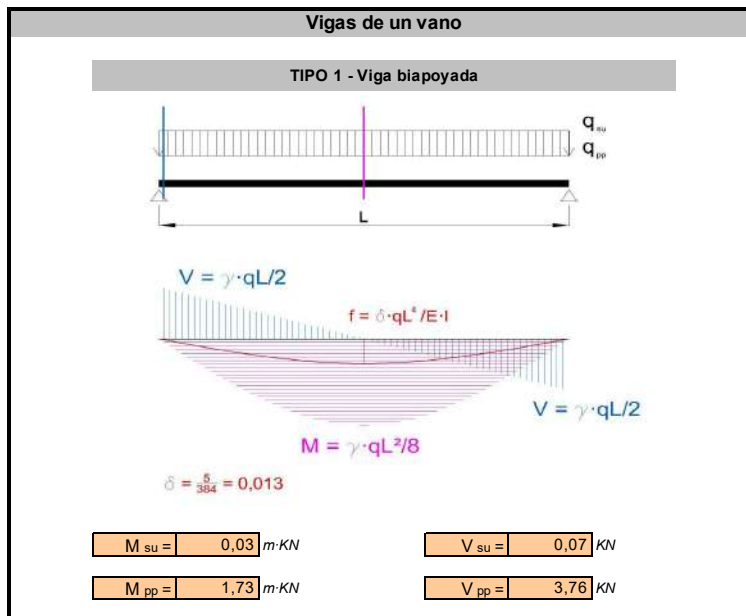 Vigas de un vano
TIPO 1 - Viga biapoyada
q su
q pp
L
V = γ·qL/2
f = δ·qL⁴/E·I
V = γ·qL/2
M = γ·qL²/8
δ = 5/384 = 0,013
M su = 0,03 m·KN
V su = 0,07 KN
M pp = 1,73 m·KN
V pp = 3,76 KN